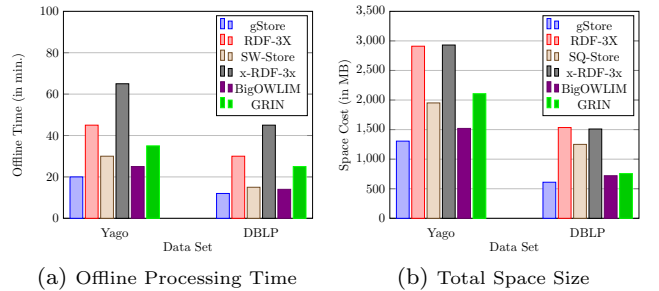 100
80
60
40
20
0
Offline Time (in min.)
gStore
RDF-3X
SW-Store
x-RDF-3x
BigOWLIM
GRIN
Yago
DBLP
Data Set
(a) Offline Processing Time
3,500
3,000
2,500
2,000
1,500
1,000
500
0
Space Cost (in MB)
gStore
RDF-3X
SQ-Store
x-RDF-3x
BigOWLIM
GRIN
Yago
DBLP
Data Set
(b) Total Space Size